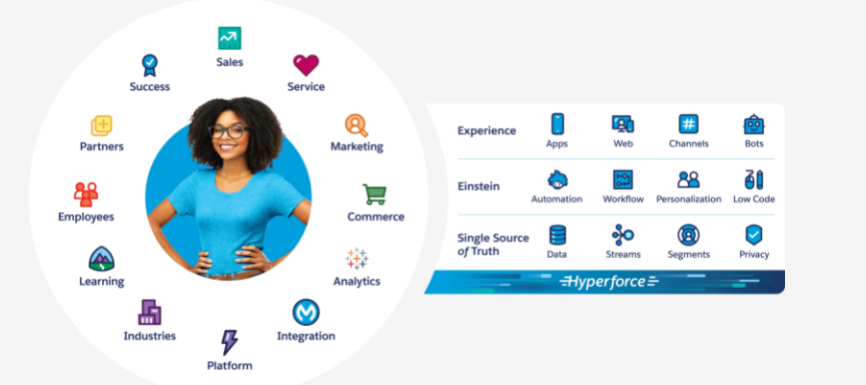 Sales
Success
Service
Partners
Marketing
Employees
Commerce
Learning
Analytics
Industries
Integration
Platform
Experience
Apps
Web
#
Channels
Bots
Einstein
Automation
Workflow
Personalization
Low Code
Single Source
of Truth
Data
Streams
Segments
Privacy
Hyperforce